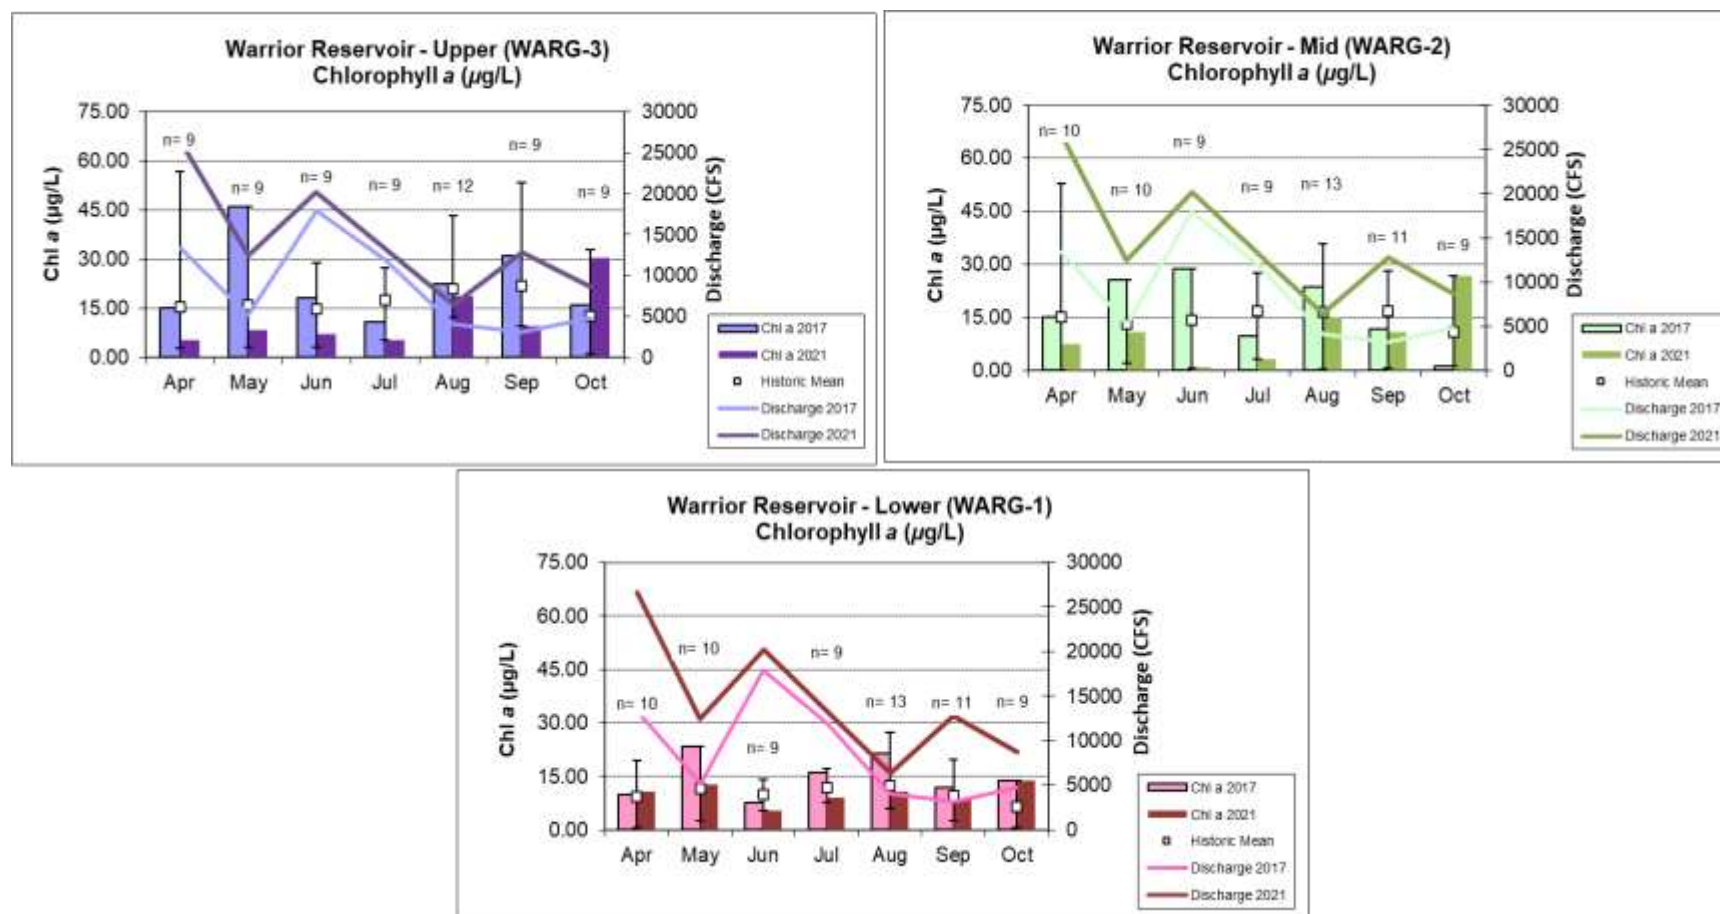 Warrior Reservoir - Upper (WARG-3)
Chlorophyll a (µg/L)
75.00
60.00
45.00
30.00
15.00
0.00
Chl a (µg/L)
30000
25000
20000
15000
10000
5000
0
Discharge (CFS)
n= 9
n= 9
n= 9
n= 9
n= 12
n= 9
n= 9
Apr May Jun Jul Aug Sep Oct
Chl a 2017
Chl a 2021
Historic Mean
Discharge 2017
Discharge 2021
Warrior Reservoir - Mid (WARG-2)
Chlorophyll a (µg/L)
75.00
60.00
45.00
30.00
15.00
0.00
Chl a (µg/L)
30000
25000
20000
15000
10000
5000
0
Discharge (CFS)
n= 10
n= 10
n= 9
n= 9
n= 13
n= 11
n= 9
Apr May Jun Jul Aug Sep Oct
Chl a 2017
Chl a 2021
Historic Mean
Discharge 2017
Discharge 2021
Warrior Reservoir - Lower (WARG-1)
Chlorophyll a (µg/L)
75.00
60.00
45.00
30.00
15.00
0.00
Chl a (µg/L)
30000
25000
20000
15000
10000
5000
0
Discharge (CFS)
n= 10
n= 10
n= 9
n= 9
n= 13
n= 11
n= 9
Apr May Jun Jul Aug Sep Oct
Chl a 2017
Chl a 2021
Historic Mean
Discharge 2017
Discharge 2021